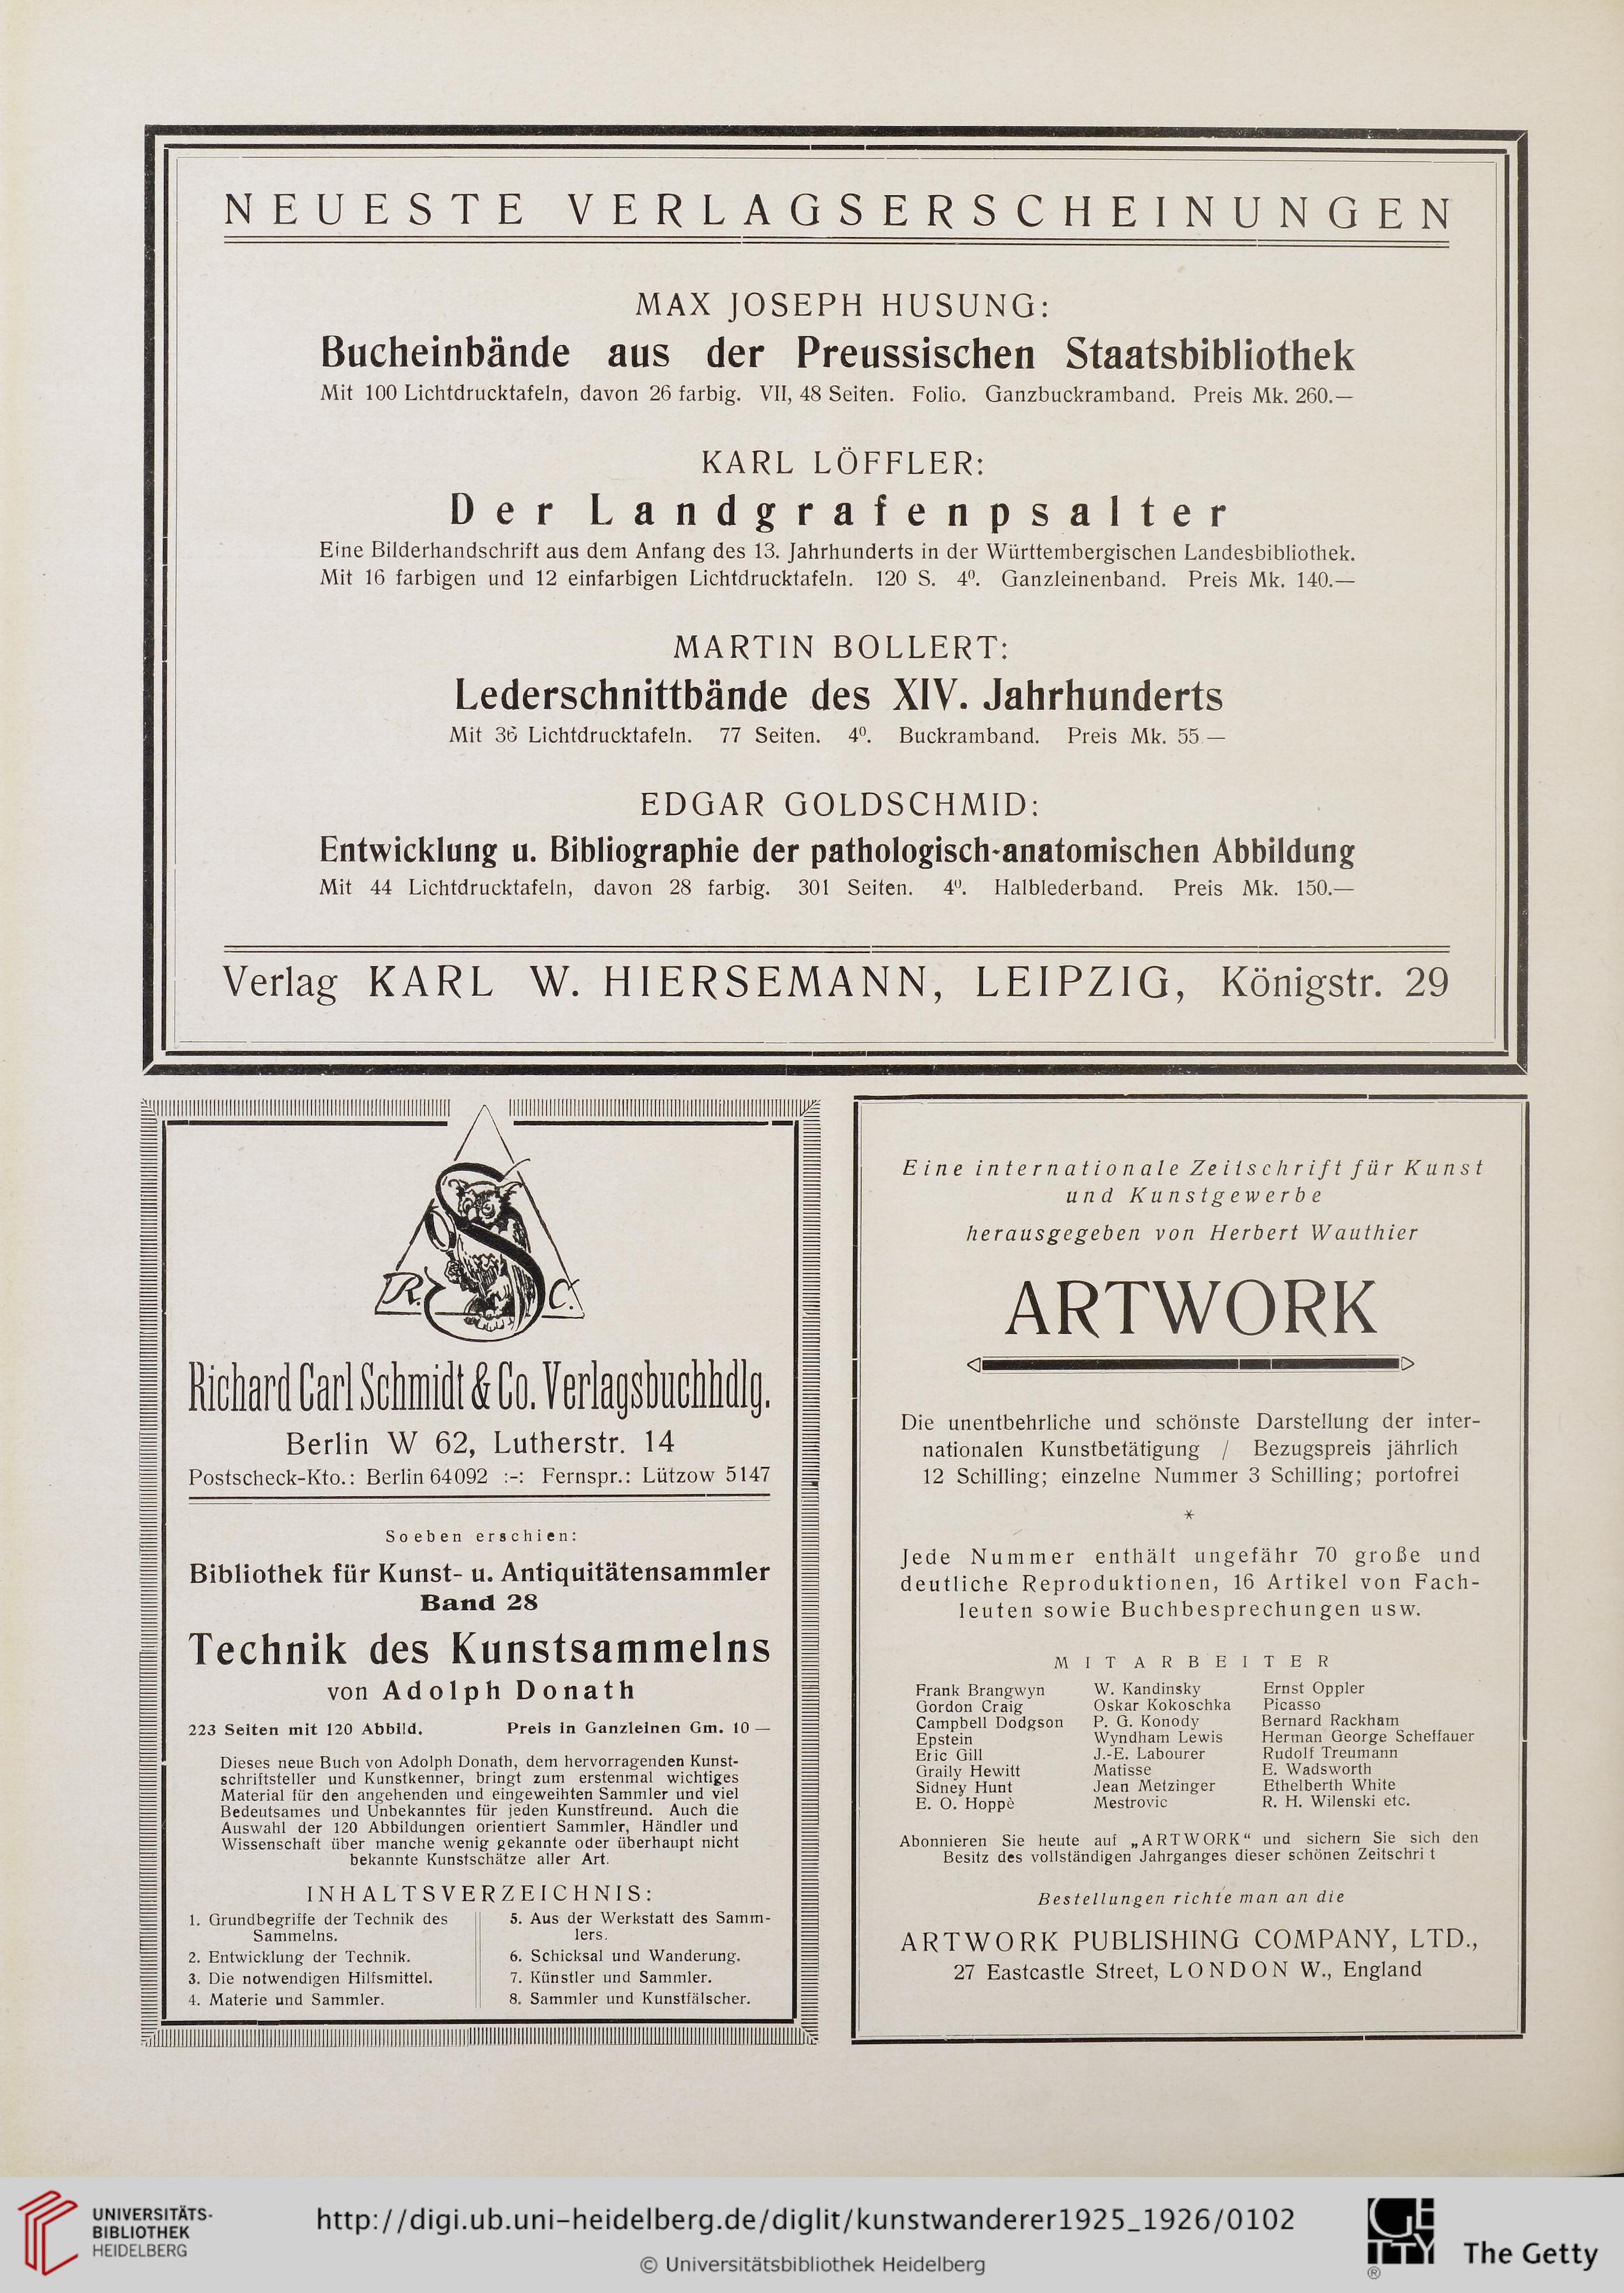 NEUESTE VERLAGSERSCHEINUNGEN
MAX JOSEPH HUSUNG:
Bucheinbände aus der Preussischen Staatsbibliothek
Mit 100 Lichtdrucktafeln, davon 26 farbig. VII, 48 Seiten. Folio. Ganzbuckramband. Preis Mk. 260.—
KARL LÖFFLER:
Der Landgrafenpsalter
Eine Bilderhandschrift aus dem Anfang des 13. Jahrhunderts in der Württembergischen Landesbibliothek.
Mit 16 farbigen und 12 einfarbigen Lichtdrucktafeln. 120 S. 4⁰. Ganzleinenband. Preis Mk. 140.—
MARTIN BOLLERT:
Lederschnittbände des XIV. Jahrhunderts
Mit 36 Lichtdrucktafeln. 77 Seiten. 4⁰. Buckramband. Preis Mk. 55.—
EDGAR GOLDSCHMID:
Entwicklung u. Bibliographie der pathologisch-anatomischen Abbildung
Mit 44 Lichtdrucktafeln, davon 28 farbig. 301 Seiten. 4⁰. Halblederband. Preis Mk. 150.—
Verlag KARL W. HIERSEMANN, LEIPZIG, Königstr. 29
R. S C.
Richard Carl Schmidt & Co. Verlagsbuchhdlg.
Berlin W 62, Lutherstr. 14
Postscheck-Kto.: Berlin 64092 :-: Fernspr.: Lützow 5147
Soeben erschien:
Bibliothek für Kunst- u. Antiquitätensammler
Band 28
Technik des Kunstsammelns
von Adolph Donath
223 Seiten mit 120 Abbild. Preis in Ganzleinen Gm. 10 —
Dieses neue Buch von Adolph Donath, dem hervorragenden Kunst-
schriftsteller und Kunstkenner, bringt zum erstenmal wichtiges
Material für den angehenden und eingeweihten Sammler und viel
Bedeutsames und Unbekanntes für jeden Kunstfreund. Auch die
Auswahl der 120 Abbildungen orientiert Sammler, Händler und
Wissenschaft über manche wenig gekannte oder überhaupt nicht
bekannte Kunstschätze aller Art.
INHALTSVERZEICHNIS:
1. Grundbegriffe der Technik des
Sammelns.
2. Entwicklung der Technik.
3. Die notwendigen Hilfsmittel.
4. Materie und Sammler.
5. Aus der Werkstatt des Samm-
lers.
6. Schicksal und Wanderung.
7. Künstler und Sammler.
8. Sammler und Kunstfälscher.
Eine internationale Zeitschrift für Kunst
und Kunstgewerbe
herausgegeben von Herbert Wauthier
ARTWORK
Die unentbehrliche und schönste Darstellung der inter-
nationalen Kunstbetätigung / Bezugspreis jährlich
12 Schilling; einzelne Nummer 3 Schilling; portofrei
*
Jede Nummer enthält ungefähr 70 große und
deutliche Reproduktionen, 16 Artikel von Fach-
leuten sowie Buchbesprechungen usw.
MITARBEITER
Frank Brangwyn
Gordon Craig
Campbell Dodgson
Epstein
Eric Gill
Graily Hewitt
Sidney Hunt
E. O. Hoppè
W. Kandinsky
Oskar Kokoschka
P. G. Konody
Wyndham Lewis
J.-E. Labourer
Matisse
Jean Metzinger
Mestrovic
Ernst Oppler
Picasso
Bernard Rackham
Herman George Scheffauer
Rudolf Treumann
E. Wadsworth
Ethelberth White
R. H. Wilenski etc.
Abonnieren Sie heute auf „ARTWORK“ und sichern Sie sich den
Besitz des vollständigen Jahrganges dieser schönen Zeitschri t
Bestellungen richte man an die
ARTWORK PUBLISHING COMPANY, LTD.,
27 Eastcastle Street, LONDON W., England
UNIVERSITÄTS-
BIBLIOTHEK
HEIDELBERG
http://digi.ub.uni-heidelberg.de/diglit/kunstwanderer1925_1926/0102
© Universitätsbibliothek Heidelberg
GETTY
®
The Getty